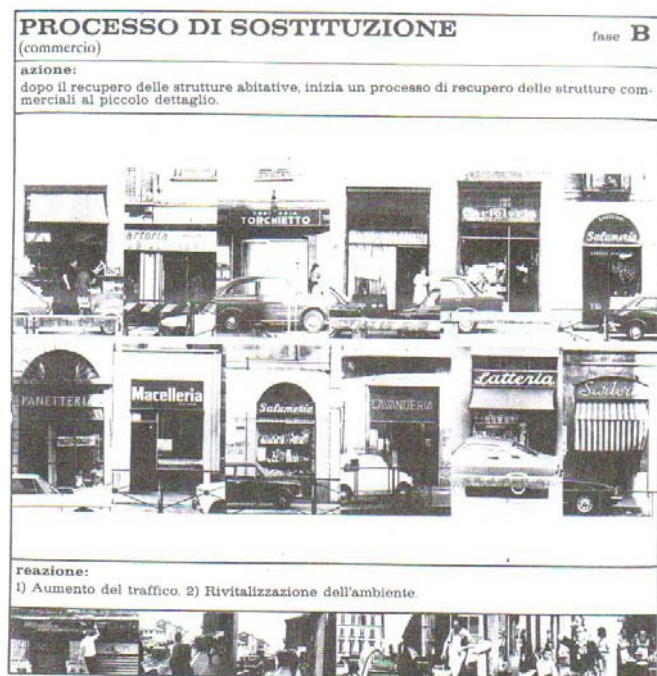 PROCESSO DI SOSTITUZIONE
fase B
(commercio)
azione:
dopo il recupero delle strutture abitative, inizia un processo di recupero delle strutture com-
merciali al piccolo dettaglio.
artoria
TORCHIETTO
Cartoleria
Salumeria
PANETTERIA
Macelleria
Salumeria
LAVANDERIA
Latteria
reazione:
1) Aumento del traffico. 2) Rivitalizzazione dell'ambiente.